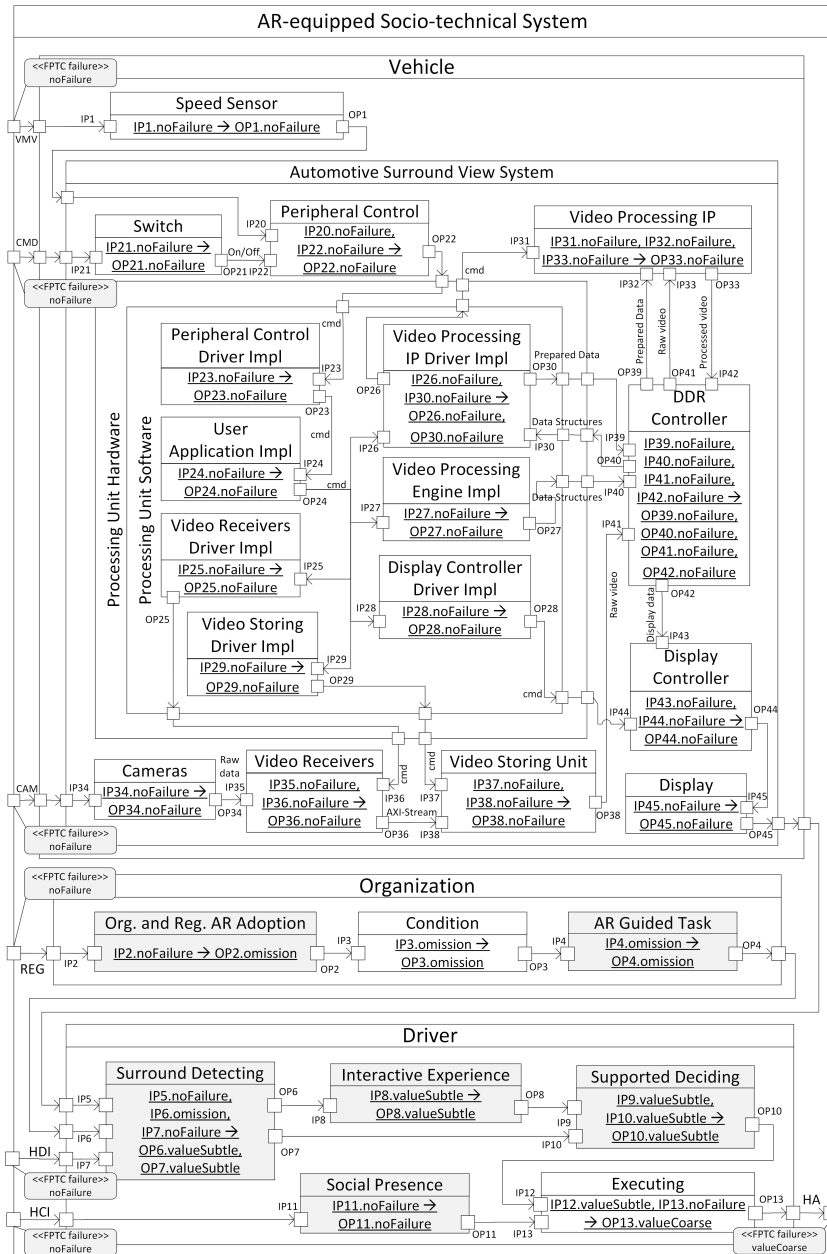 AR-equipped Socio-technical System
<<FPTC failure>>
noFailure
Vehicle
Speed Sensor
IP1.noFailure → OP1.noFailure
IP1
OP1
VMV
Automotive Surround View System
CMD
Switch
IP21.noFailure →
OP21.noFailure
IP21
On/Off
OP21
IP22
IP20
Peripheral Control
IP20.noFailure,
IP22.noFailure →
OP22.noFailure
OP22
cmd
IP31
Video Processing IP
IP31.noFailure, IP32.noFailure,
IP33.noFailure → OP33.noFailure
IP32
IP33
OP33
Prepared Data
Raw video
Processed video
OP39
OP41
IP42
<<FPTC failure>>
noFailure
Processing Unit Hardware
Processing Unit Software
cmd
Peripheral Control
Driver Impl
IP23.noFailure →
OP23.noFailure
IP23
OP23
cmd
User
Application Impl
IP24.noFailure →
OP24.noFailure
IP24
OP24
cmd
Video Receivers
Driver Impl
IP25.noFailure →
OP25.noFailure
IP25
OP25
Video Storing
Driver Impl
IP29.noFailure →
OP29.noFailure
IP29
OP29
Video Processing
IP Driver Impl
IP26.noFailure,
IP30.noFailure →
OP26.noFailure,
OP30.noFailure
OP26
IP26
Prepared Data
OP30
Data Structures
IP30
Video Processing
Engine Impl
IP27.noFailure →
OP27.noFailure
IP27
OP27
Data Structures
Display Controller
Driver Impl
IP28.noFailure →
OP28.noFailure
IP28
OP28
cmd
DDR
Controller
IP39.noFailure,
IP40.noFailure,
IP41.noFailure,
IP42.noFailure →
OP39.noFailure,
OP40.noFailure,
OP41.noFailure,
OP42.noFailure
IP39
OP40
IP40
IP41
Raw video
OP42
Display data
IP43
Display
Controller
IP43.noFailure,
IP44.noFailure →
OP44.noFailure
IP44
OP44
CAM
IP34
Cameras
IP34.noFailure →
OP34.noFailure
Raw
data
IP35
OP34
Video Receivers
IP35.noFailure,
IP36.noFailure →
OP36.noFailure
cmd
IP36
AXI-Stream
OP36
cmd
IP37
IP38
Video Storing Unit
IP37.noFailure,
IP38.noFailure →
OP38.noFailure
OP38
Display
IP45.noFailure →
OP45.noFailure
IP45
OP45
<<FPTC failure>>
noFailure
<<FPTC failure>>
noFailure
Organization
REG
IP2
Org. and Reg. AR Adoption
IP2.noFailure → OP2.omission
OP2
IP3
Condition
IP3.omission →
OP3.omission
OP3
IP4
AR Guided Task
IP4.omission →
OP4.omission
OP4
Driver
IP5
IP6
IP7
Surround Detecting
IP5.noFailure,
IP6.omission,
IP7.noFailure →
OP6.valueSubtle,
OP7.valueSubtle
OP6
OP7
IP8
Interactive Experience
IP8.valueSubtle →
OP8.valueSubtle
OP8
IP9
IP10
Supported Deciding
IP9.valueSubtle,
IP10.valueSubtle →
OP10.valueSubtle
OP10
HDI
<<FPTC failure>>
noFailure
HCI
IP11
Social Presence
IP11.noFailure →
OP11.noFailure
OP11
IP12
IP13
Executing
IP12.valueSubtle, IP13.noFailure
→ OP13.valueCoarse
OP13
HA
<<FPTC failure>>
noFailure
<<FPTC failure>>
valueCoarse